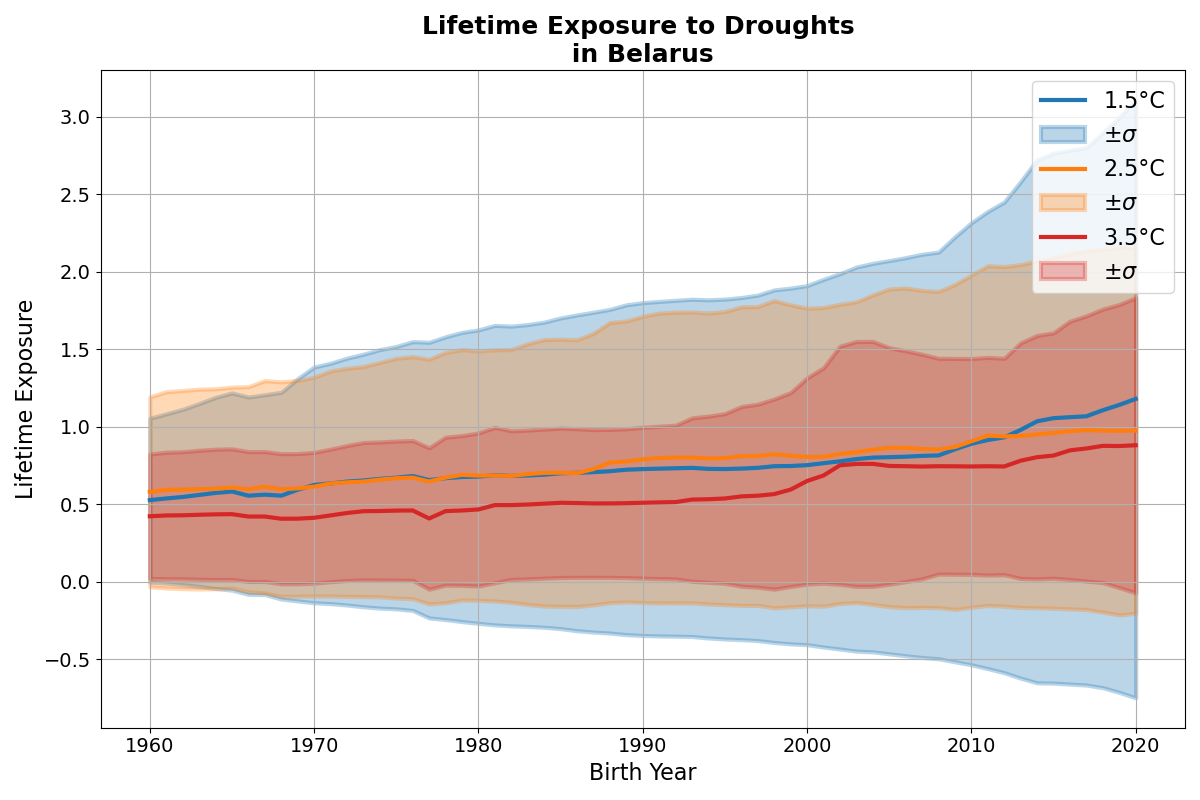 Lifetime Exposure to Droughts
in Belarus
3.0
2.5
2.0
1.5
1.0
0.5
0.0
−0.5
Lifetime Exposure
1960
1970
1980
1990
2000
2010
2020
Birth Year
1.5°C
±σ
2.5°C
±σ
3.5°C
±σ